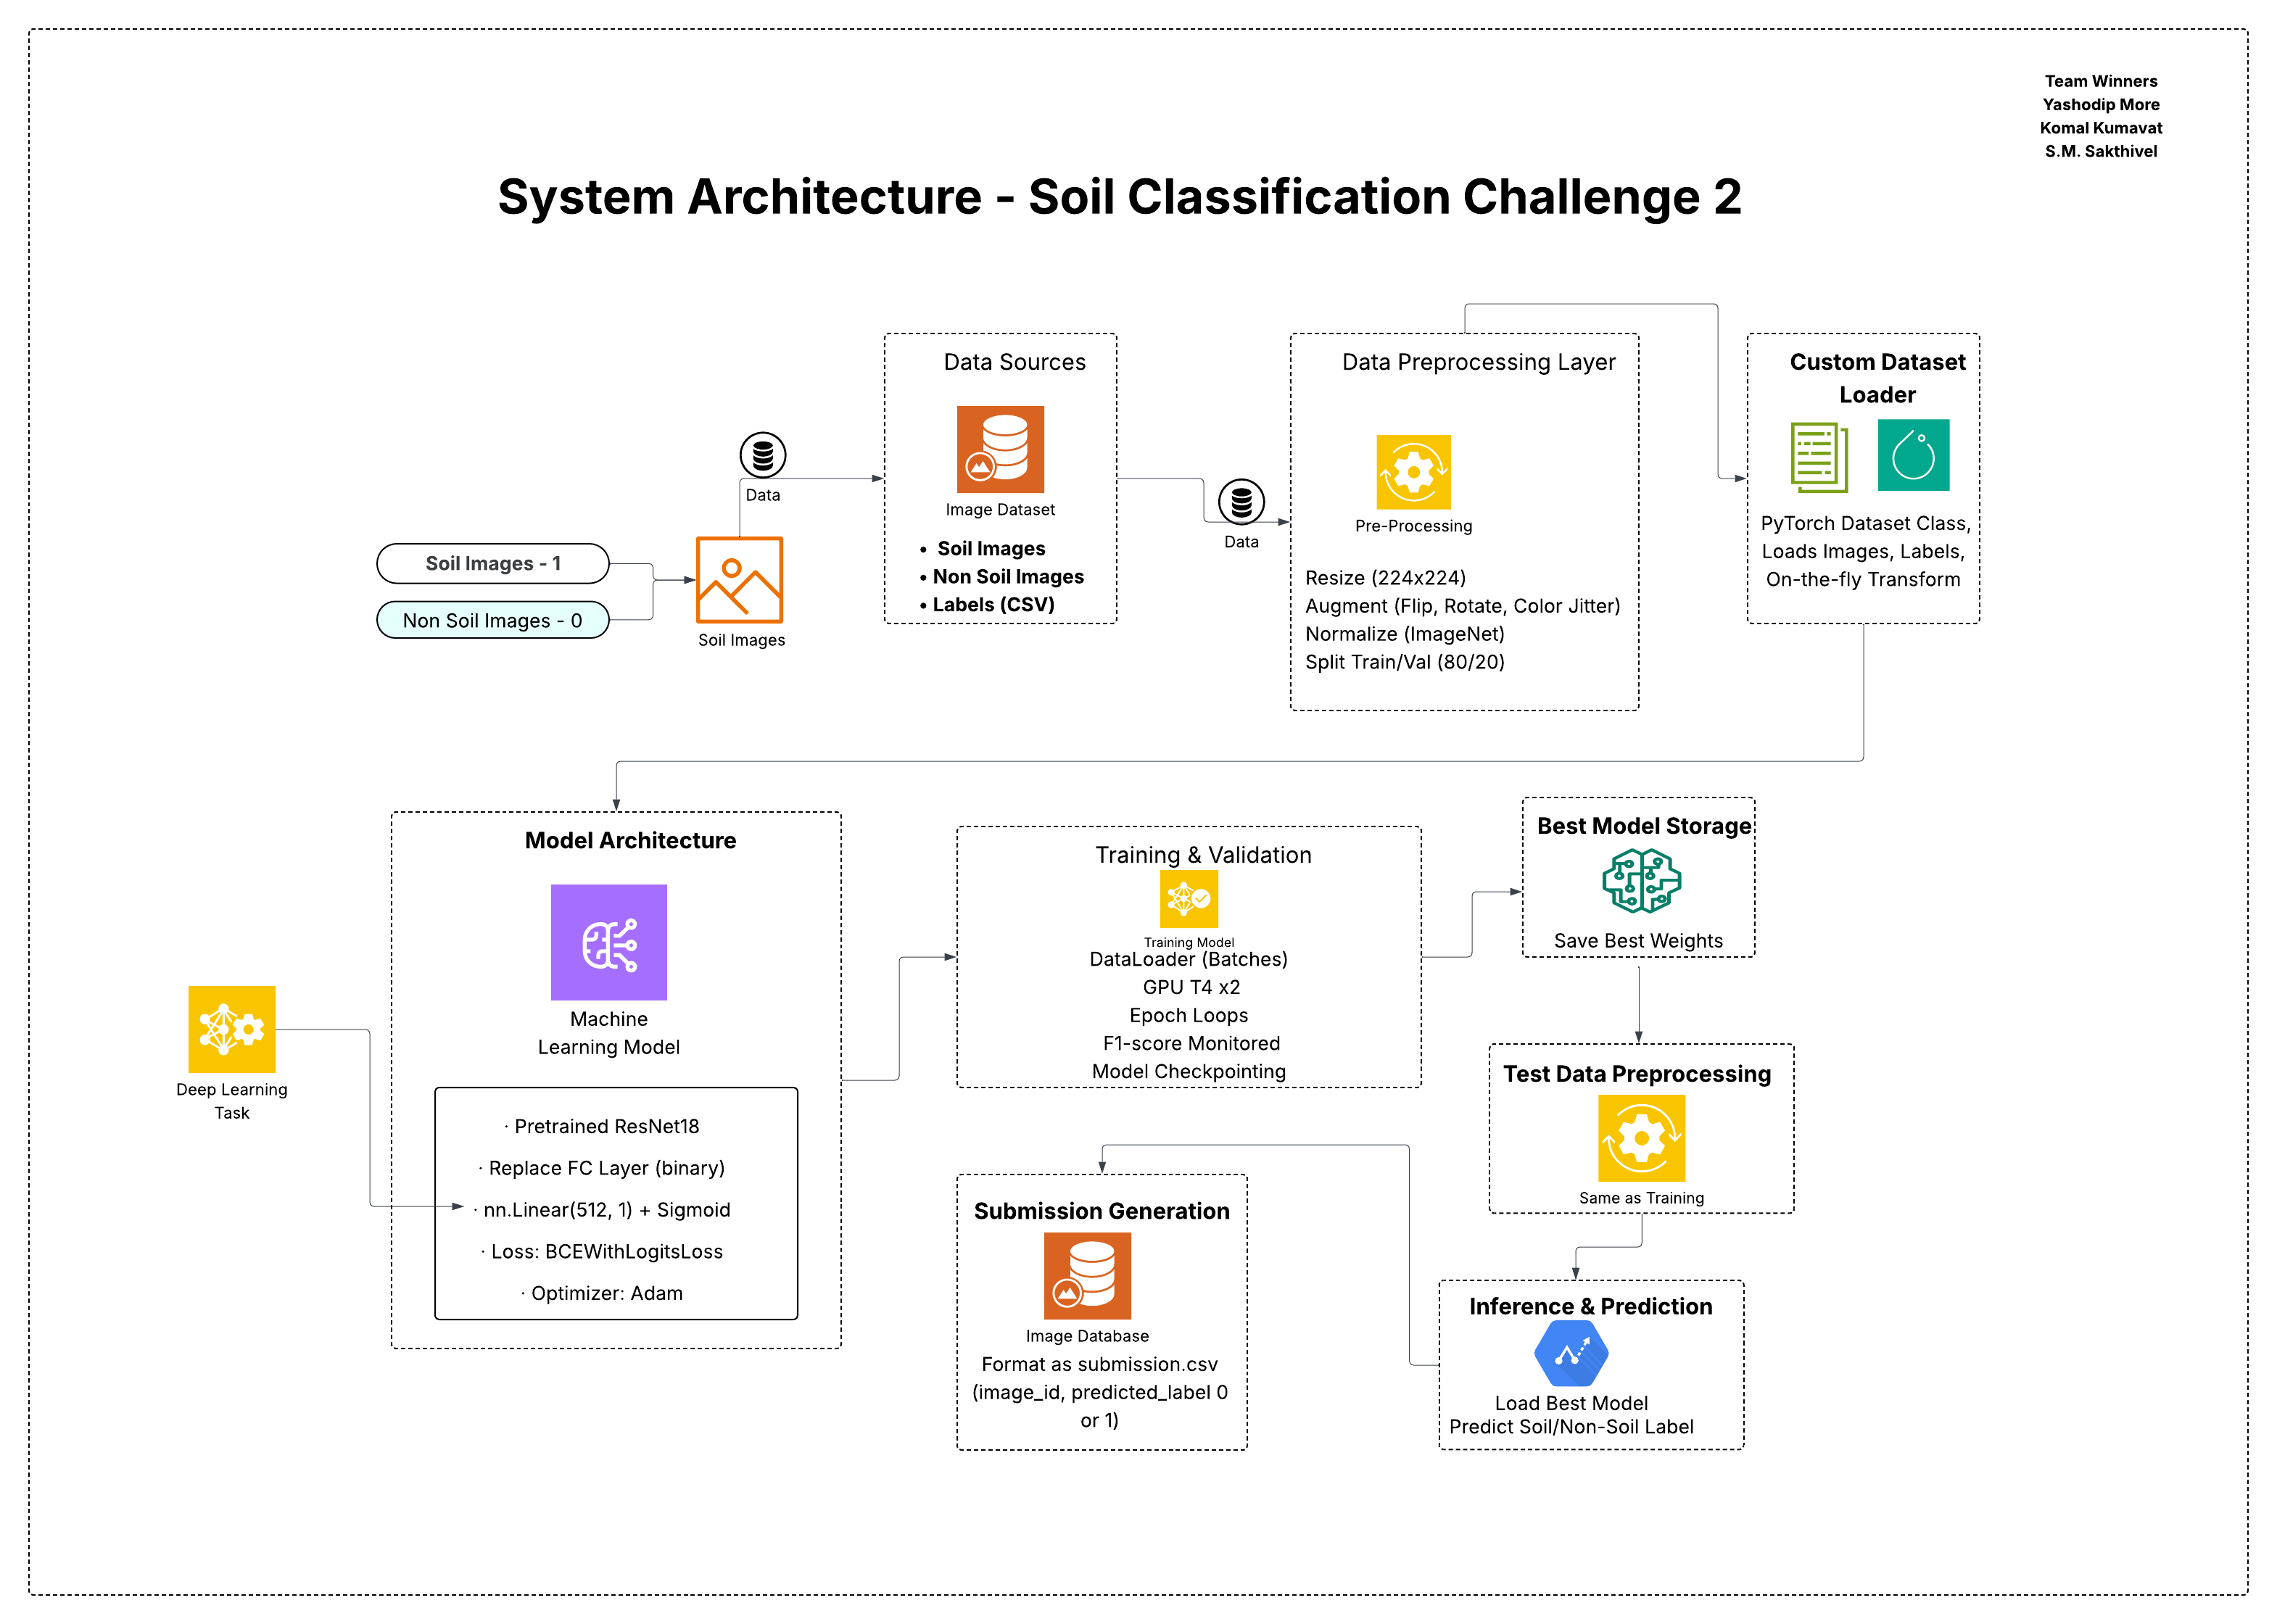 Team Winners
Yashodip More
Komal Kumavat
S.M. Sakthivel
System Architecture - Soil Classification Challenge 2
Soil Images - 1
Non Soil Images - 0
Soil Images
Data
Data Sources
Image Dataset
• Soil Images
• Non Soil Images
• Labels (CSV)
Data
Data Preprocessing Layer
Pre-Processing
Resize (224x224)
Augment (Flip, Rotate, Color Jitter)
Normalize (ImageNet)
Split Train/Val (80/20)
Custom Dataset
Loader
PyTorch Dataset Class,
Loads Images, Labels,
On-the-fly Transform
Deep Learning
Task
Model Architecture
Machine
Learning Model
· Pretrained ResNet18
· Replace FC Layer (binary)
· nn.Linear(512, 1) + Sigmoid
· Loss: BCEWithLogitsLoss
· Optimizer: Adam
Training & Validation
Training Model
DataLoader (Batches)
GPU T4 x2
Epoch Loops
F1-score Monitored
Model Checkpointing
Best Model Storage
Save Best Weights
Test Data Preprocessing
Same as Training
Inference & Prediction
Load Best Model
Predict Soil/Non-Soil Label
Submission Generation
Image Database
Format as submission.csv
(image_id, predicted_label 0
or 1)